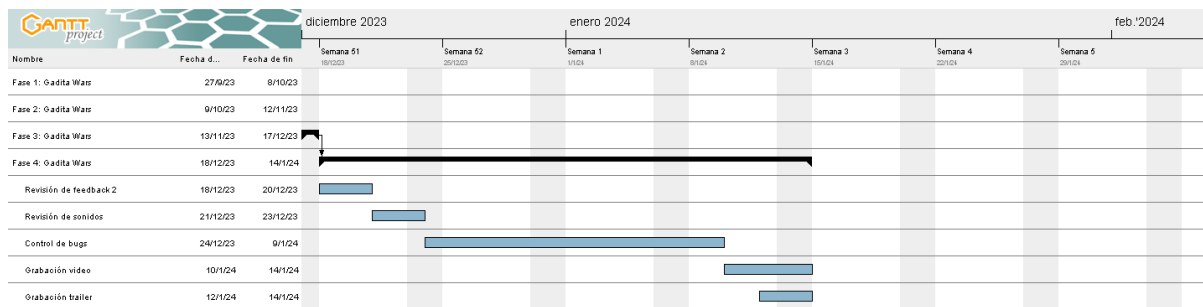 GANTT project
diciembre 2023 enero 2024 feb.'2024
Semana 51 Semana 52 Semana 1 Semana 2 Semana 3 Semana 4 Semana 5
18/12/23 25/12/23 1/1/24 8/1/24 15/1/24 22/1/24 29/1/24
Nombre Fecha d... Fecha de fin
Fase 1: Gadita Wars 27/9/23 8/10/23
Fase 2: Gadita Wars 9/10/23 12/11/23
Fase 3: Gadita Wars 13/11/23 17/12/23
Fase 4: Gadita Wars 18/12/23 14/1/24
Revisión de feedback 2 18/12/23 20/12/23
Revisión de sonidos 21/12/23 23/12/23
Control de bugs 24/12/23 9/1/24
Grabación video 10/1/24 14/1/24
Grabación trailer 12/1/24 14/1/24